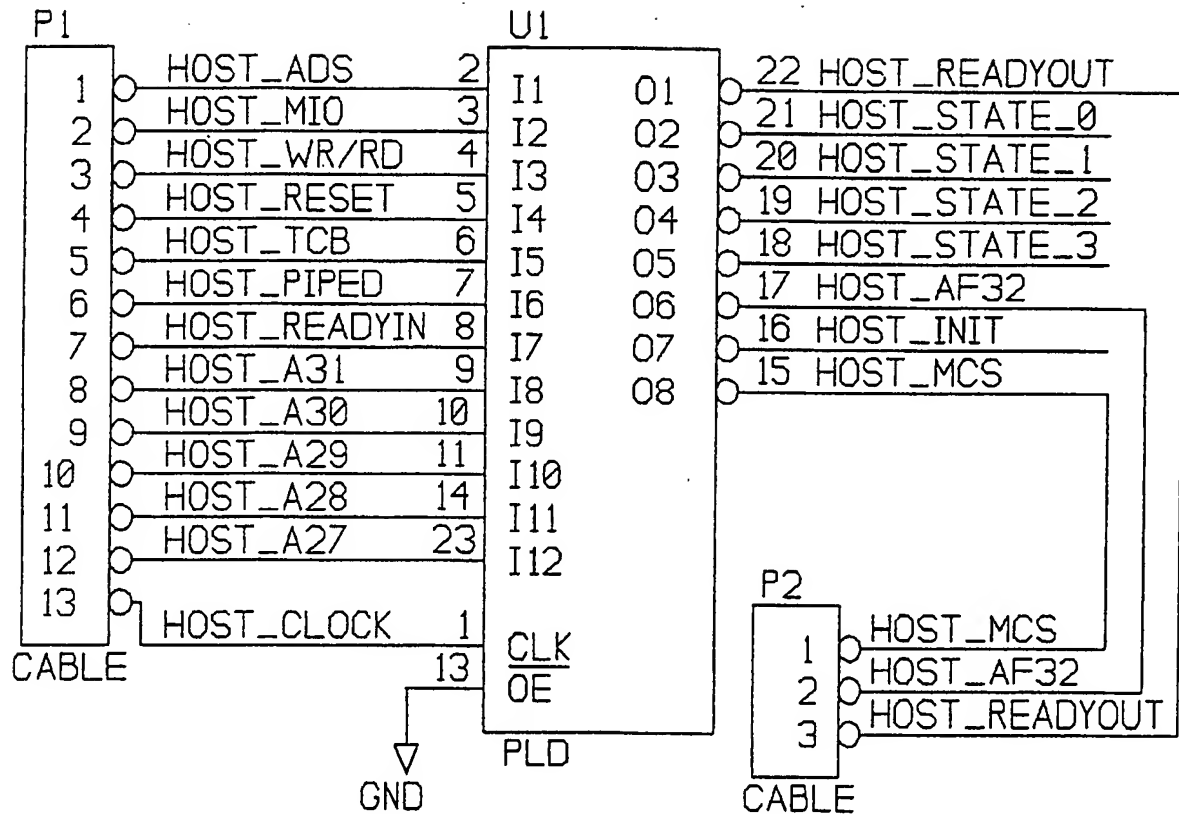 P1 U1
HOST_ADS 2 22 HOST_READYOUT
1 I1 O1
HOST_MIO 3 21 HOST_STATE_0
2 I2 O2
HOST_WR/RD 4 20 HOST_STATE_1
3 I3 O3
HOST_RESET 5 19 HOST_STATE_2
4 I4 O4
HOST_TCB 6 18 HOST_STATE_3
5 I5 O5
HOST_PIPED 7 17 HOST_AF32
6 I6 O6
HOST_READYIN 8 16 HOST_INIT
7 I7 O7
HOST_A31 9 15 HOST_MCS
8 I8 O8
HOST_A30 10
9 I9
HOST_A29 11
10 I10
HOST_A28 14
11 I11
HOST_A27 23
12 I12
13 P2
HOST_CLOCK 1 HOST_MCS
CLK 1
CABLE 13 HOST_AF32
OE 2
HOST_READYOUT
3
PLD
GND CABLE